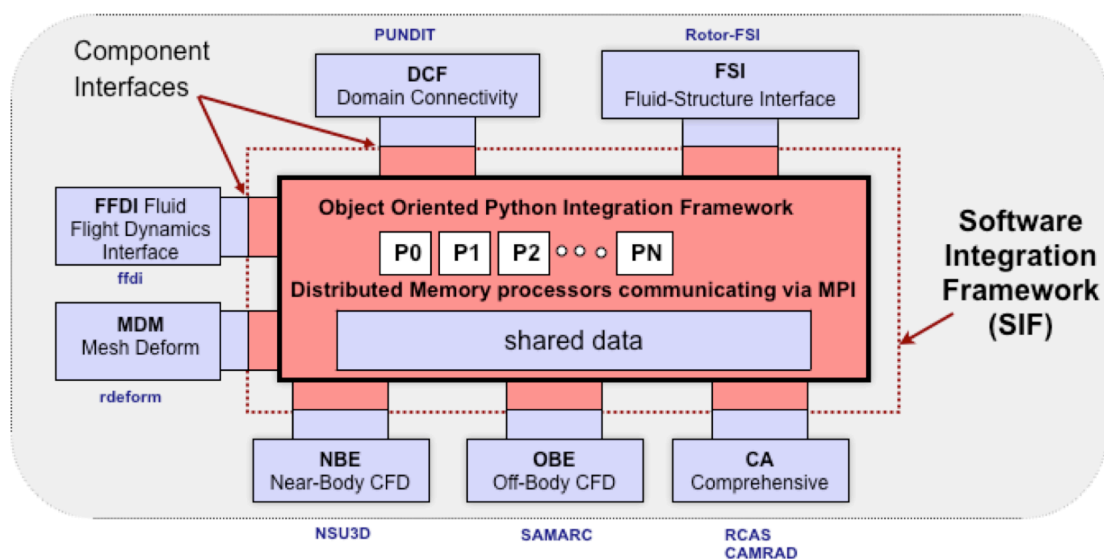 PUNDIT
Rotor-FSI
Component
Interfaces
DCF
Domain Connectivity
FSI
Fluid-Structure Interface
FFDI Fluid
Flight Dynamics
Interface
ffdi
MDM
Mesh Deform
rdeform
Object Oriented Python Integration Framework
P0 P1 P2 PN
Distributed Memory processors communicating via MPI
shared data
Software
Integration
Framework
(SIF)
NBE
Near-Body CFD
NSU3D
OBE
Off-Body CFD
SAMARC
CA
Comprehensive
RCAS
CAMRAD